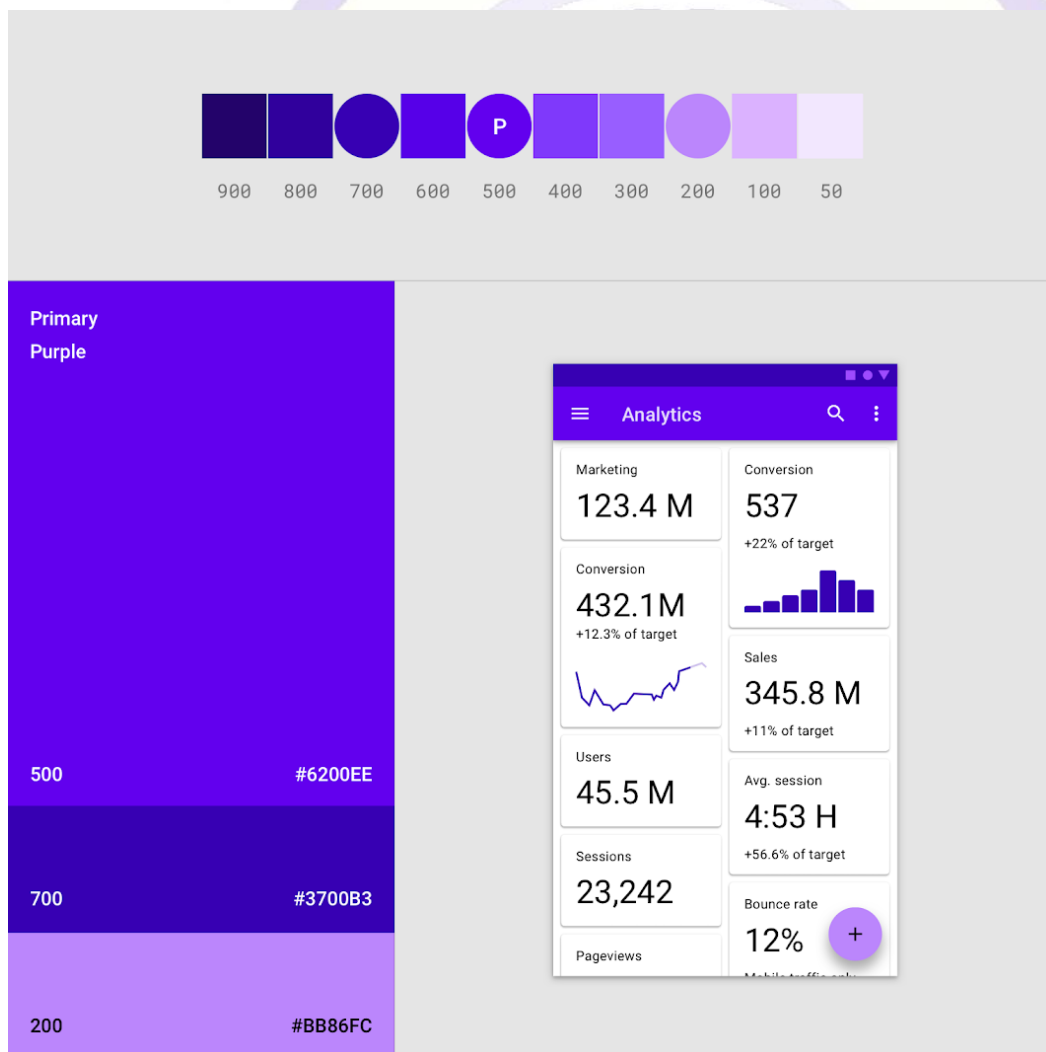 P
900 800 700 600 500 400 300 200 100 50
Primary
Purple
500 #6200EE
700 #3700B3
200 #BB86FC
Analytics
Marketing
123.4 M
Conversion
432.1M
+12.3% of target
Users
45.5 M
Sessions
23,242
Pageviews
Conversion
537
+22% of target
Sales
345.8 M
+11% of target
Avg. session
4:53 H
+56.6% of target
Bounce rate
12%
+
Mobile traffic only